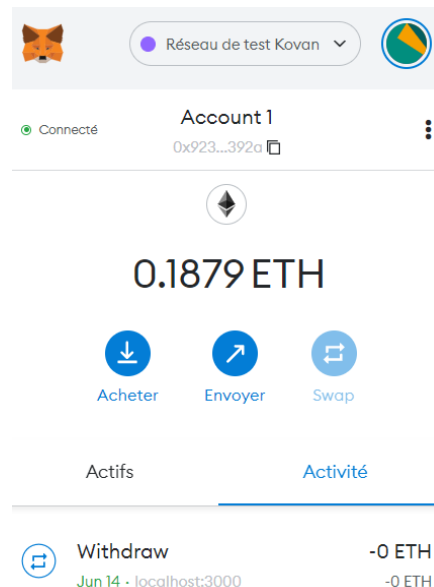 Réseau de test Kovan
Connecté
Account 1
0x923...392a
0.1879 ETH
Acheter Envoyer Swap
Actifs Activité
Withdraw -0 ETH
Jun 14 · localhost:3000 -0 ETH